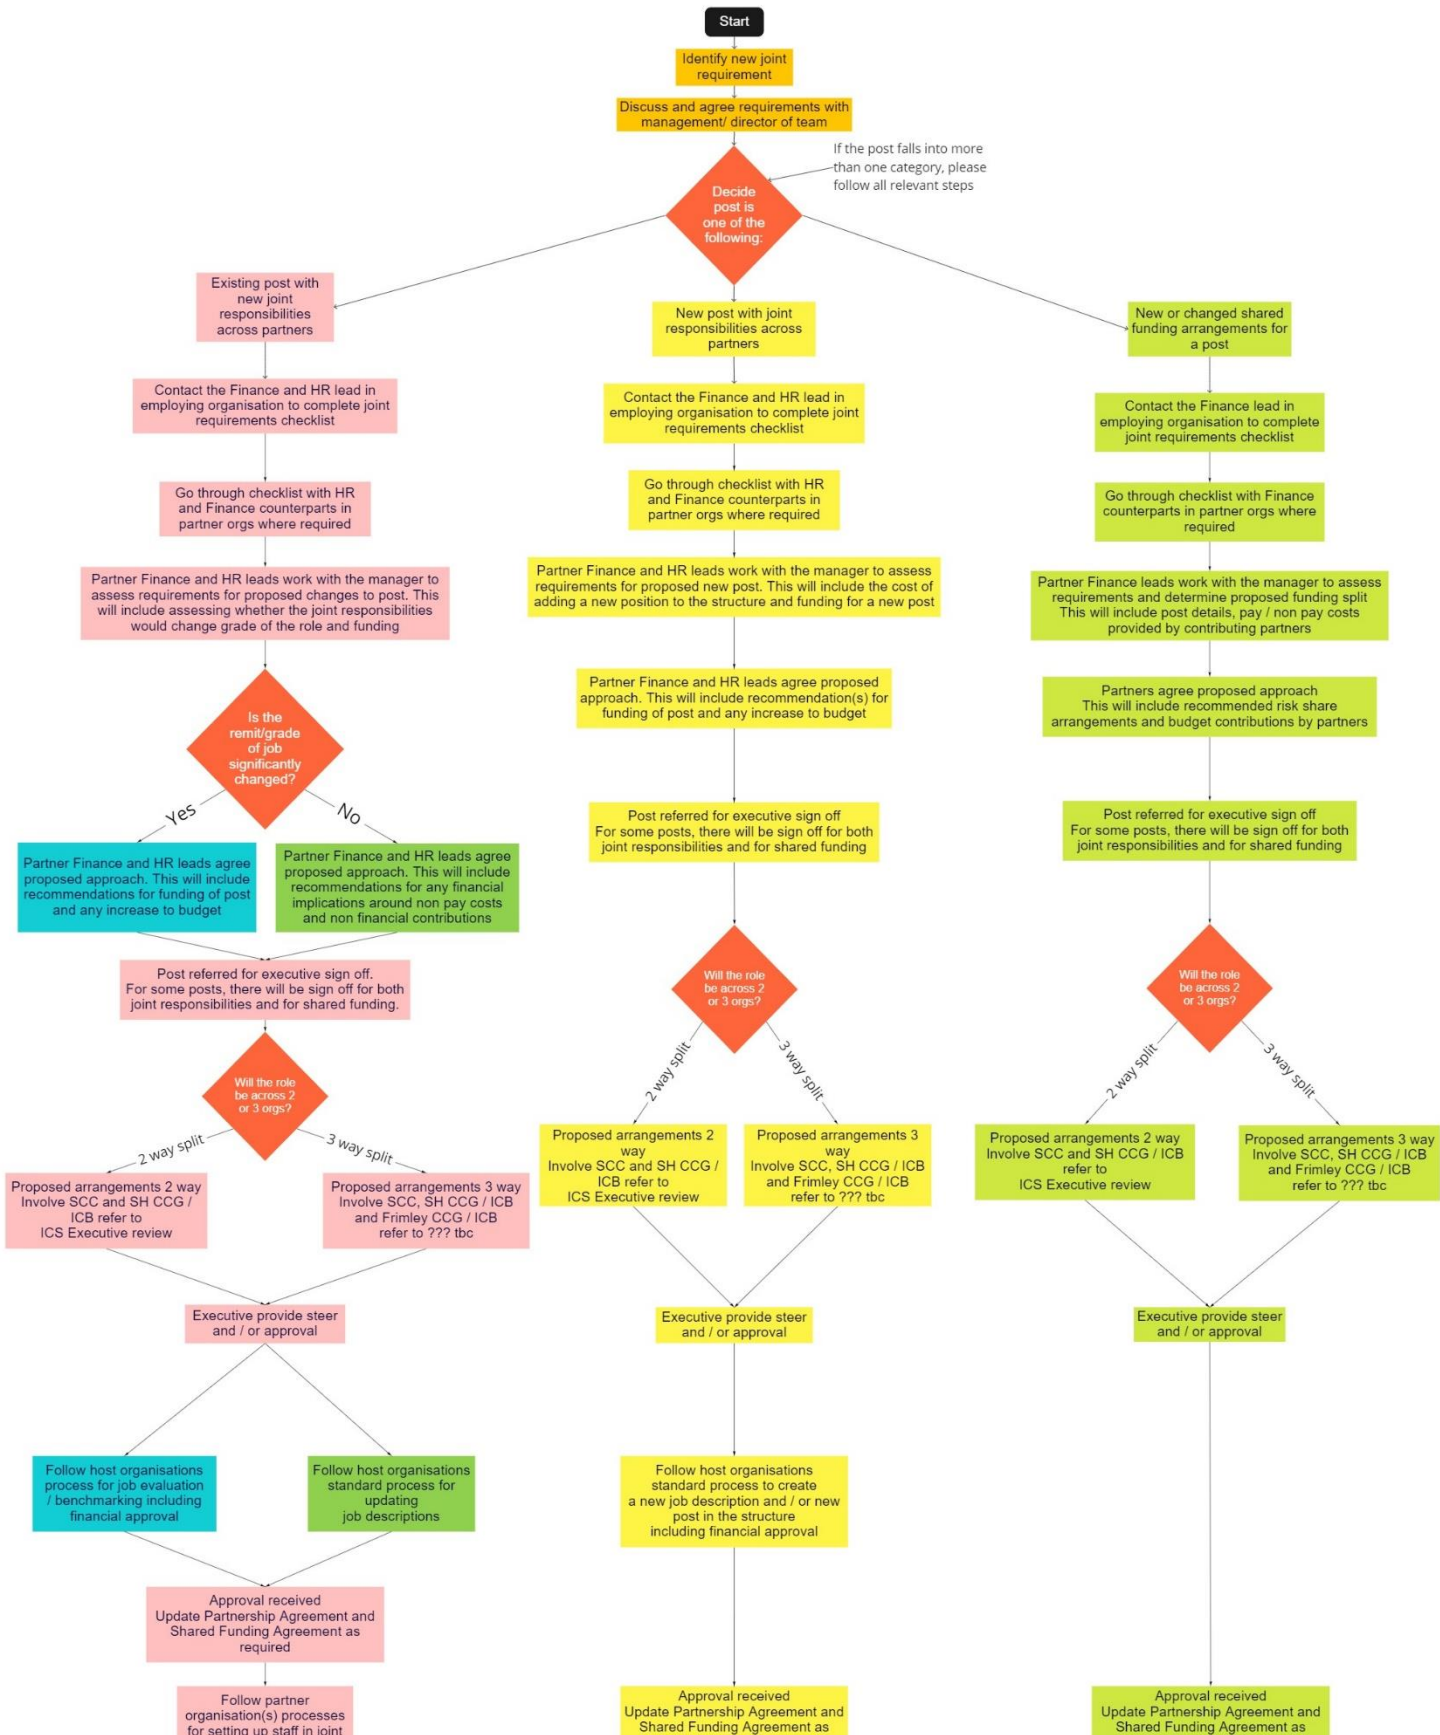 Start
Identify new joint
requirement
Discuss and agree requirements with
management/ director of team
If the post falls into more
than one category, please
follow all relevant steps
Decide
post is
one of the
following:
Existing post with
new joint
responsibilities
across partners
Contact the Finance and HR lead in
employing organisation to complete joint
requirements checklist
Go through checklist with HR
and Finance counterparts in
partner orgs where required
Partner Finance and HR leads work with the manager to
assess requirements for proposed changes to post. This
will include assessing whether the joint responsibilities
would change grade of the role and funding
Is the
remit/grade
of job
significantly
changed?
Yes
No
Partner Finance and HR leads agree
proposed approach. This will include
recommendations for funding of post
and any increase to budget
Partner Finance and HR leads agree
proposed approach. This will include
recommendations for any financial
implications around non pay costs
and non financial contributions
Post referred for executive sign off.
For some posts, there will be sign off for both
joint responsibilities and for shared funding.
Will the role
be across 2
or 3 orgs?
2 way split
3 way split
Proposed arrangements 2 way
Involve SCC and SH CCG /
ICB refer to
ICS Executive review
Proposed arrangements 3 way
Involve SCC, SH CCG / ICB
and Frimley CCG / ICB
refer to ??? tbc
Executive provide steer
and / or approval
Follow host organisations
process for job evaluation
/ benchmarking including
financial approval
Follow host organisations
standard process for
updating
job descriptions
Approval received
Update Partnership Agreement and
Shared Funding Agreement as
required
Follow partner
organisation(s) processes
for setting up staff in joint
New post with joint
responsibilities across
partners
Contact the Finance and HR lead in
employing organisation to complete joint
requirements checklist
Go through checklist with HR
and Finance counterparts in
partner orgs where required
Partner Finance and HR leads work with the manager to assess
requirements for proposed new post. This will include the cost of
adding a new position to the structure and funding for a new post
Partner Finance and HR leads agree proposed
approach. This will include recommendation(s) for
funding of post and any increase to budget
Post referred for executive sign off
For some posts, there will be sign off for both
joint responsibilities and for shared funding
Will the role
be across 2
or 3 orgs?
2 way split
3 way split
Proposed arrangements 2
way
Involve SCC and SH CCG /
ICB refer to
ICS Executive review
Proposed arrangements 3
way
Involve SCC, SH CCG / ICB
and Frimley CCG / ICB
refer to ??? tbc
Executive provide steer
and / or approval
Follow host organisations
standard process to create
a new job description and / or new
post in the structure
including financial approval
Approval received
Update Partnership Agreement and
Shared Funding Agreement as
New or changed shared
funding arrangements for
a post
Contact the Finance lead in
employing organisation to complete
joint requirements checklist
Go through checklist with Finance
counterparts in partner orgs where
required
Partner Finance leads work with the manager to assess
requirements and determine proposed funding split
This will include post details, pay / non pay costs
provided by contributing partners
Partners agree proposed approach
This will include recommended risk share
arrangements and budget contributions by partners
Post referred for executive sign off
For some posts, there will be sign off for both
joint responsibilities and for shared funding
Will the role
be across 2
or 3 orgs?
2 way split
3 way split
Proposed arrangements 2 way
Involve SCC and SH CCG / ICB
refer to
ICS Executive review
Proposed arrangements 3 way
Involve SCC, SH CCG / ICB
and Frimley CCG / ICB
refer to ??? tbc
Executive provide steer
and / or approval
Approval received
Update Partnership Agreement and
Shared Funding Agreement as